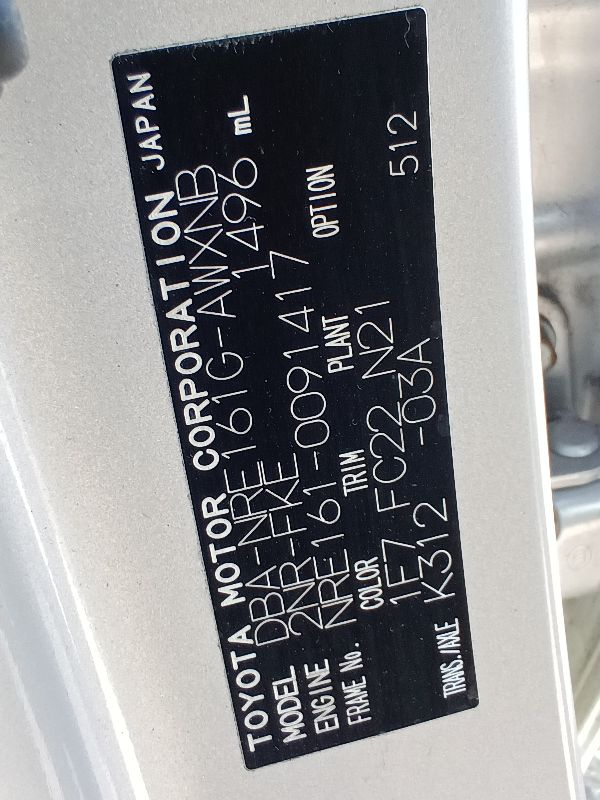 TOYOTA MOTOR CORPORATION JAPAN
MODEL DBA-NRE161G-AWXNB
ENGINE 2NR-FKE 1496 mL
FRAME No. NRE161-0091417
COLOR TRIM PLANT OPTION
1F7 FC22 N21 512
TRANS./AXLE K312 -03A